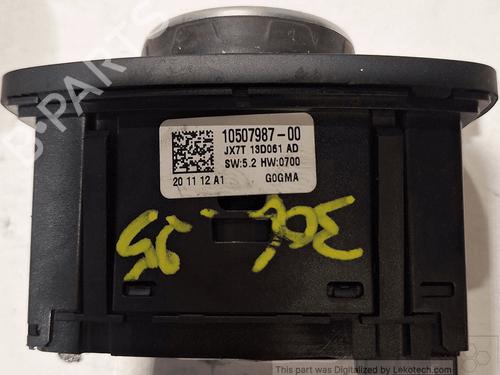 10507987-00
JX7T 13D061 AD
SW:5.2 HW:0700
20 11 12 A1 G0GMA
B-PARTS
This part was Digitalized by Lekotech.com